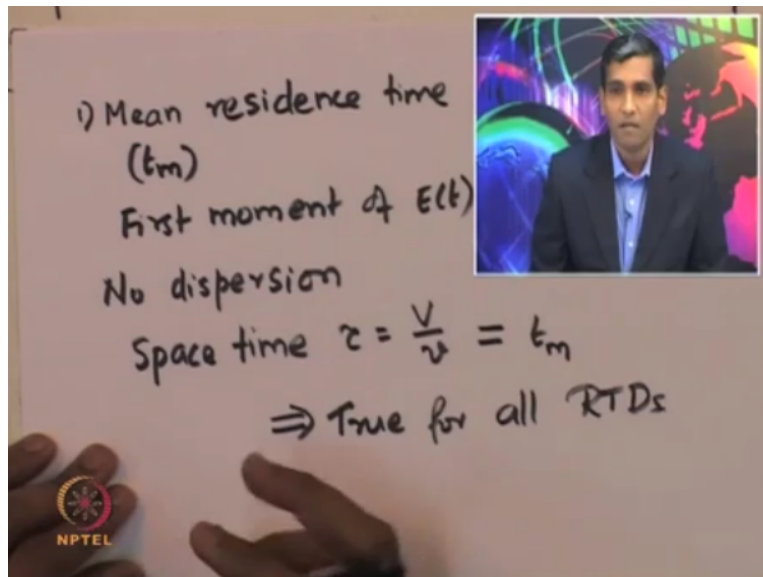 1) Mean residence time
(tm)
First moment of E(t)
No dispersion
Space time τ = V/v = tm
⇒ True for all RTDs
NPTEL